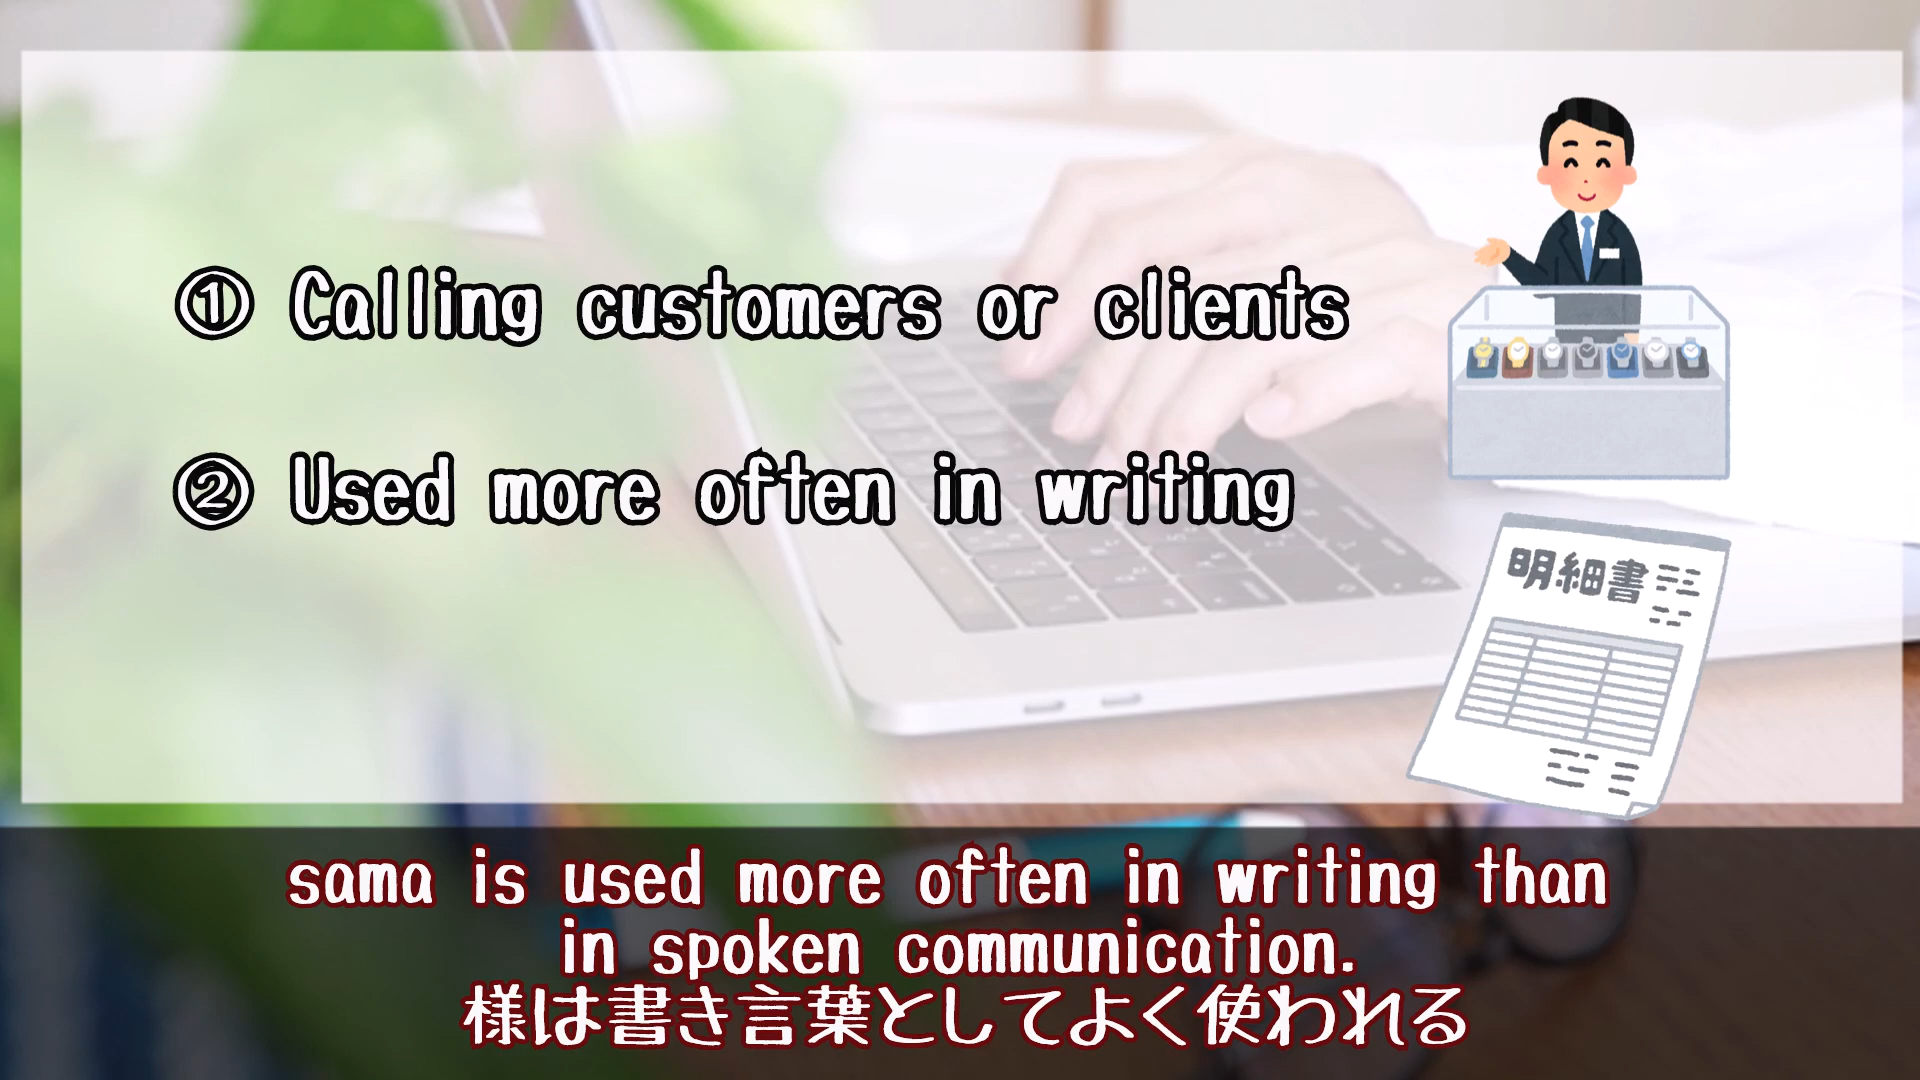 ① Calling customers or clients
② Used more often in writing
明細書
sama is used more often in writing than
in spoken communication.
様は書き言葉としてよく使われる